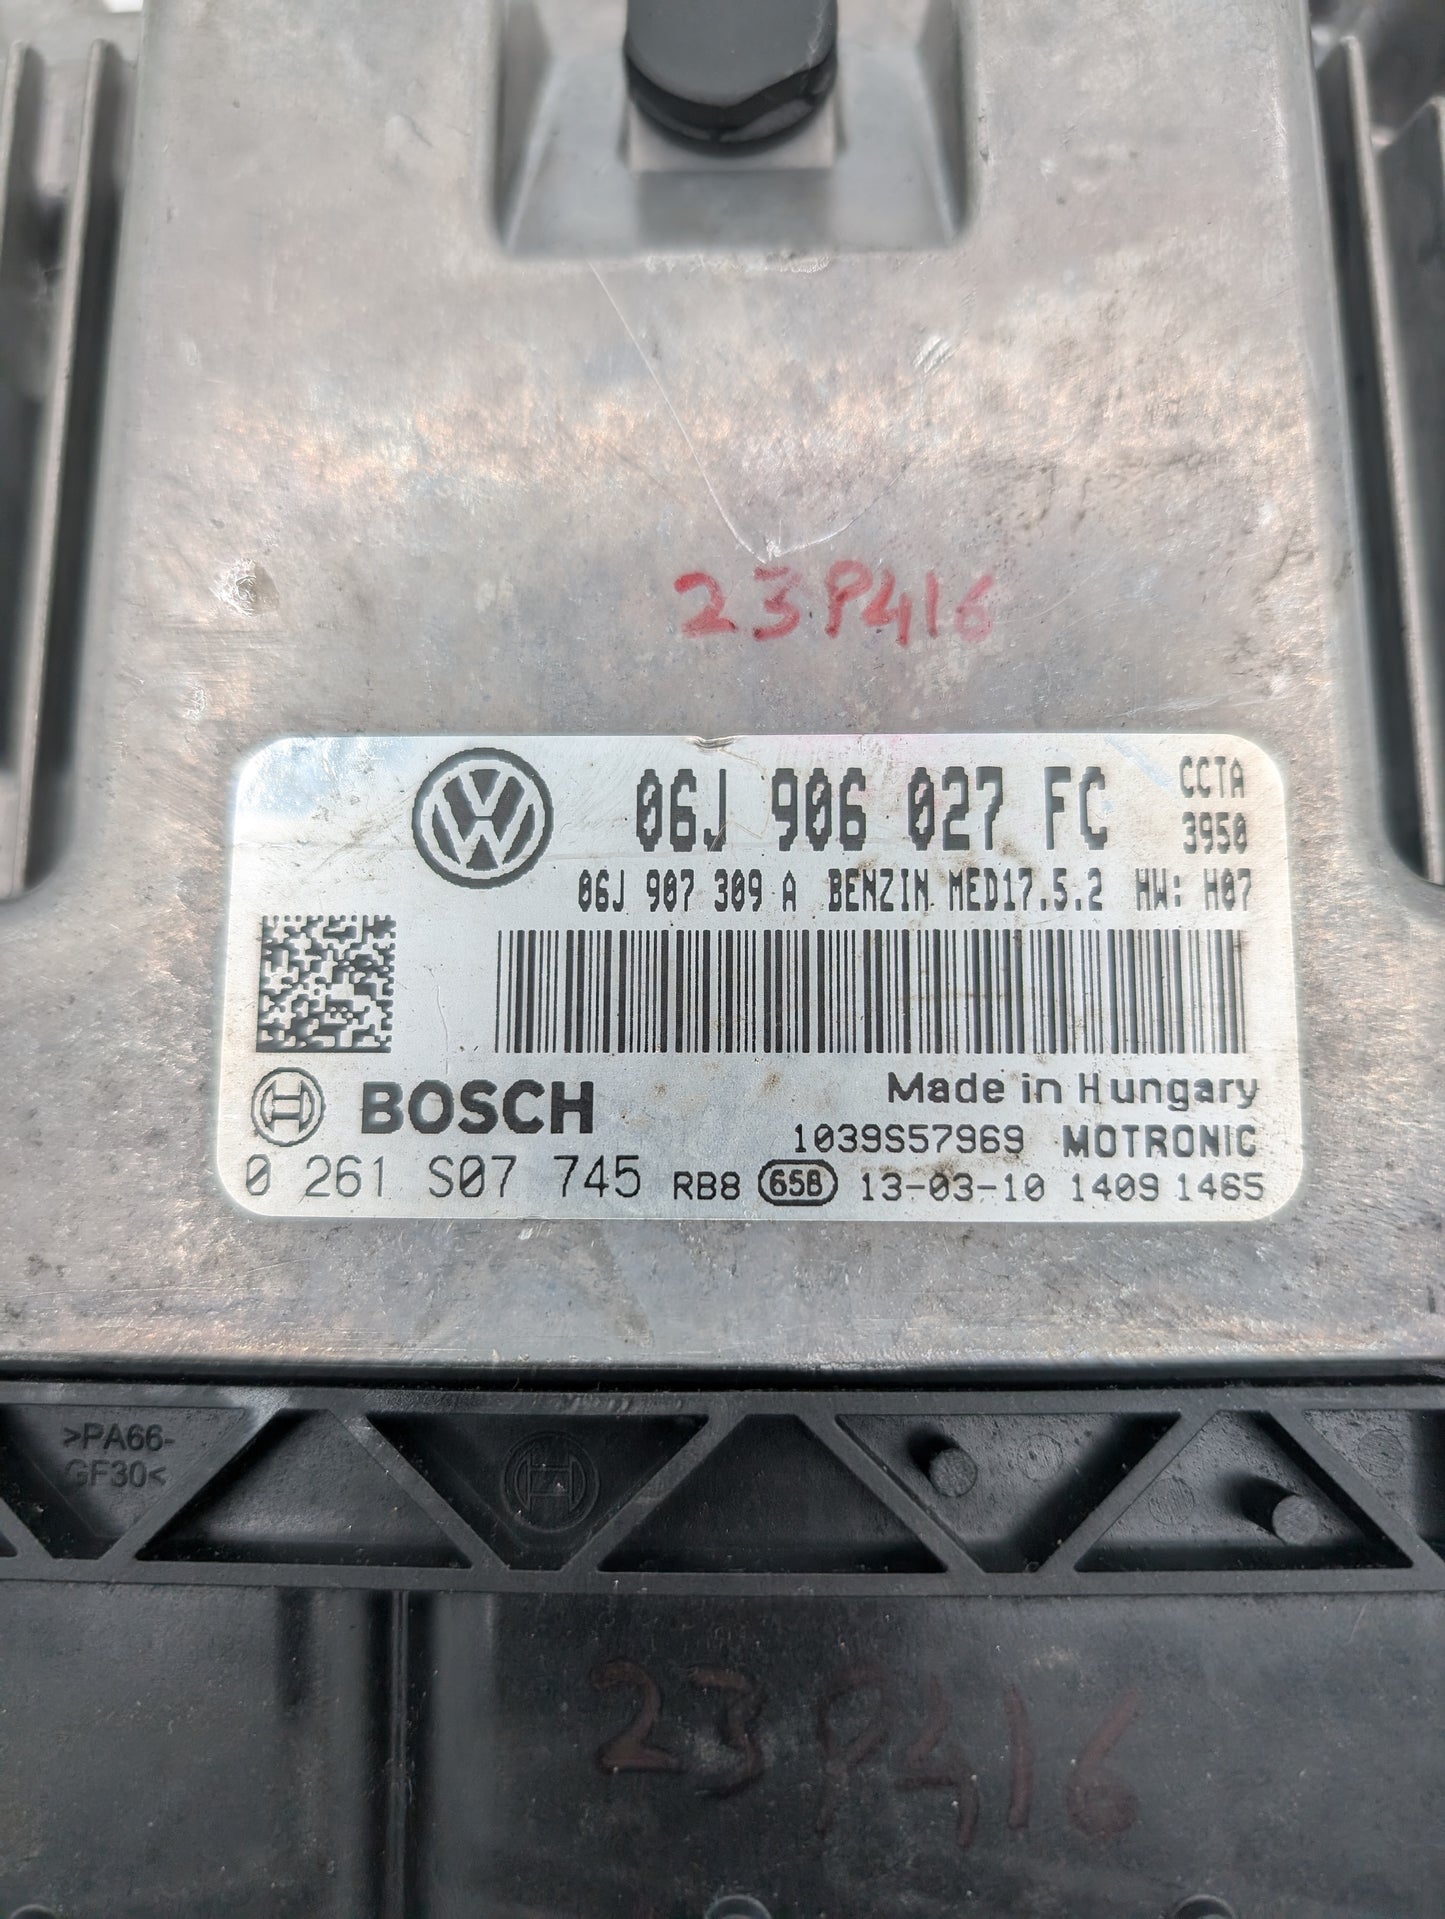 23P416
06J 906 027 FC
CCTA
3950
06J 907 309 A BENZIN MED17.5.2 HW: H07
BOSCH
Made in Hungary
1039S57969 MOTRONIC
0 261 S07 745 RB8 65B 13-03-10 1409 1465
>PA66-
GF30<
23P416